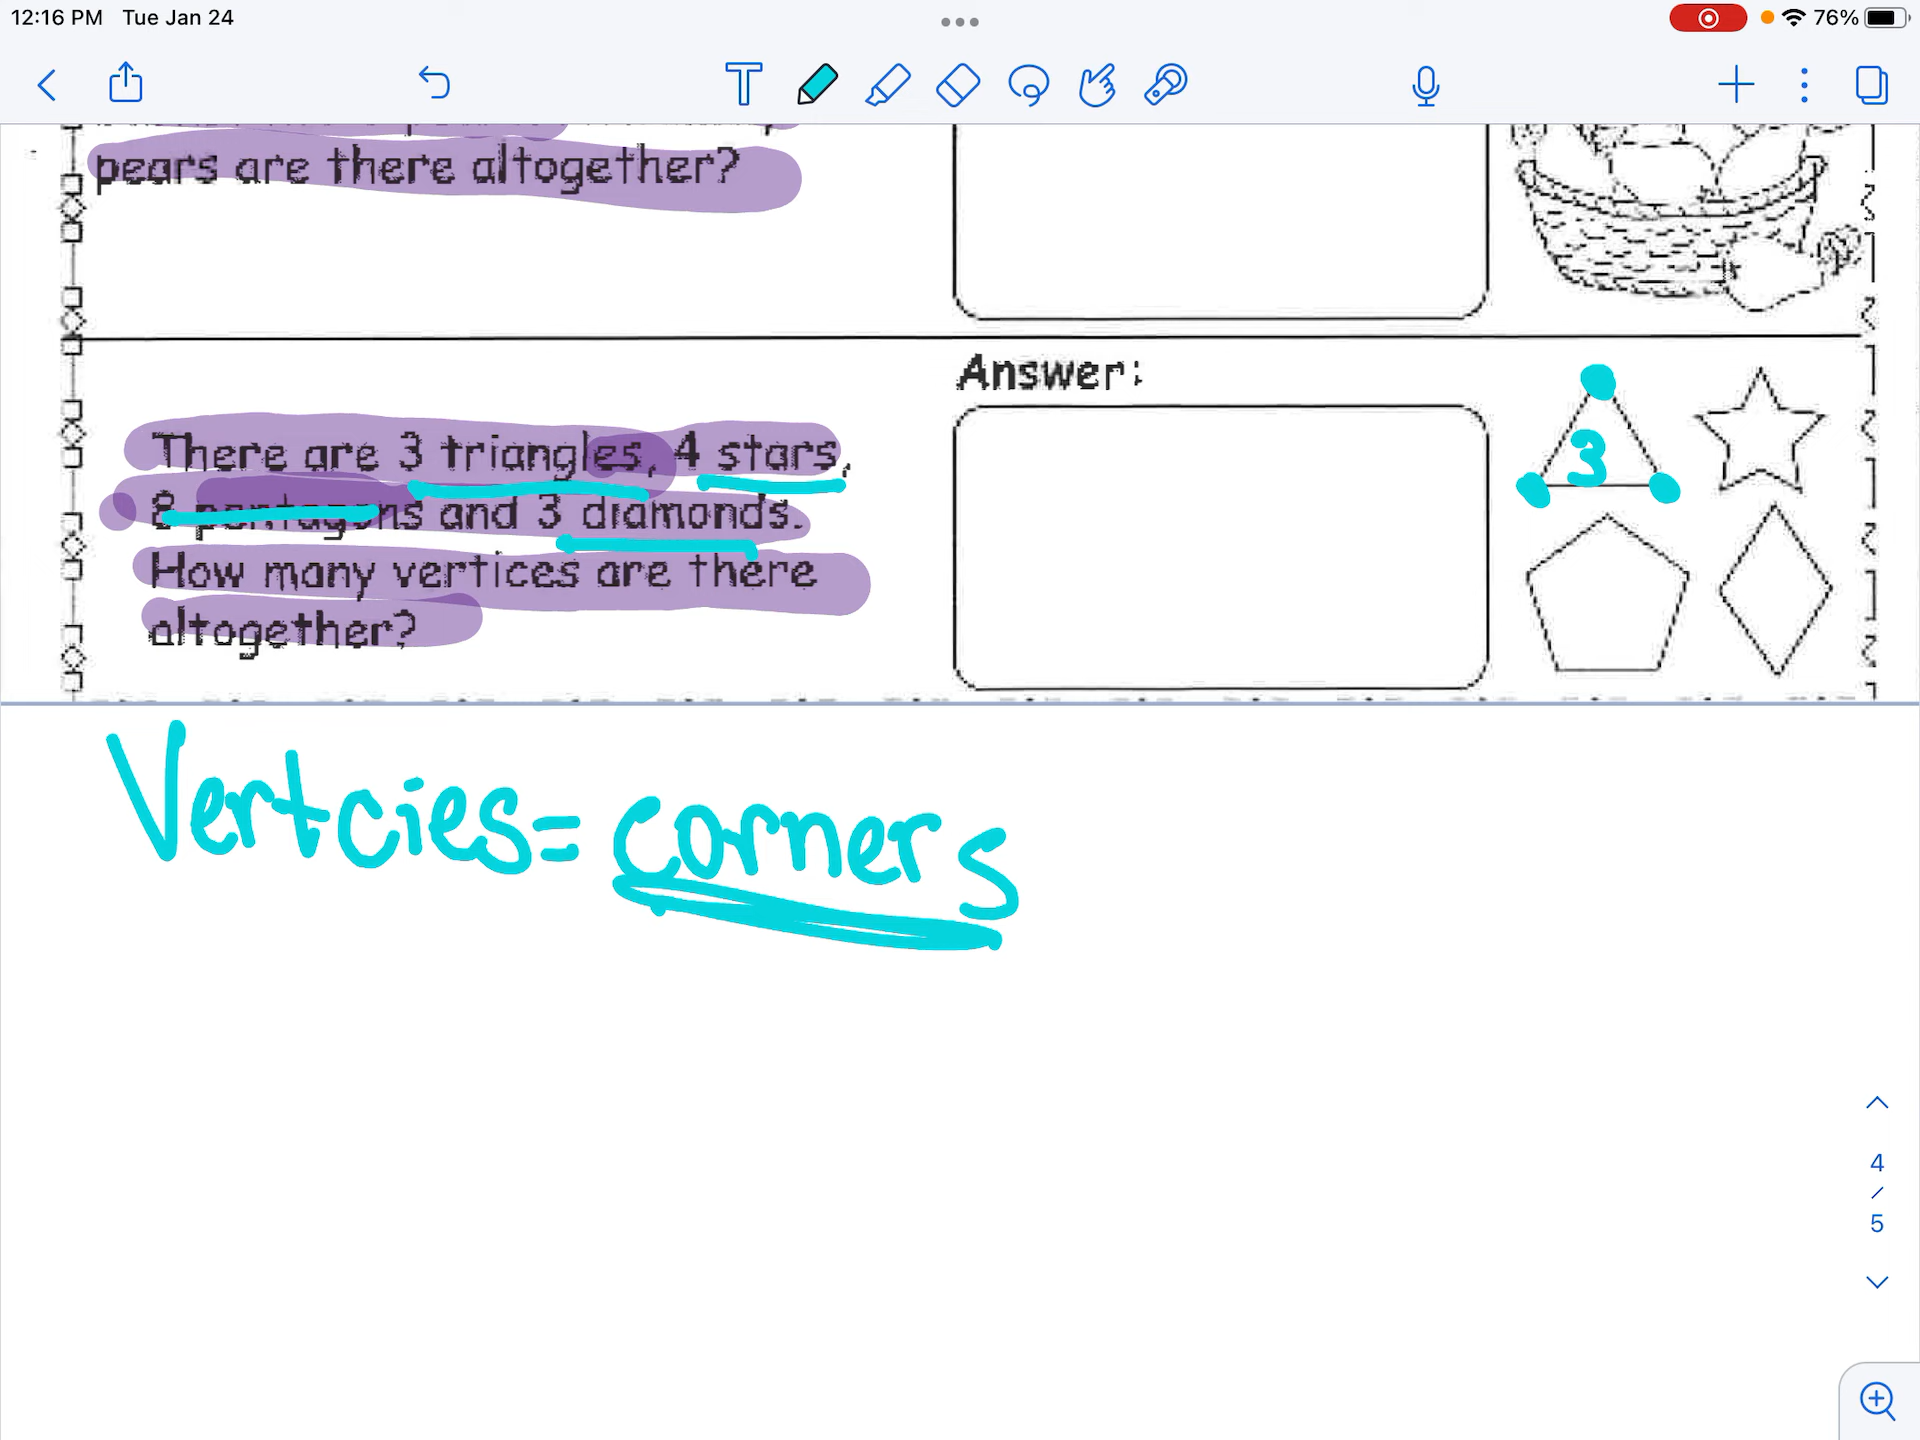 12:16 PM Tue Jan 24
76%
T
pears are there altogether?
Answer:
There are 3 triangles, 4 stars,
8 pentagons and 3 diamonds.
How many vertices are there
altogether?
3
Vertcies= corners
4
/
5